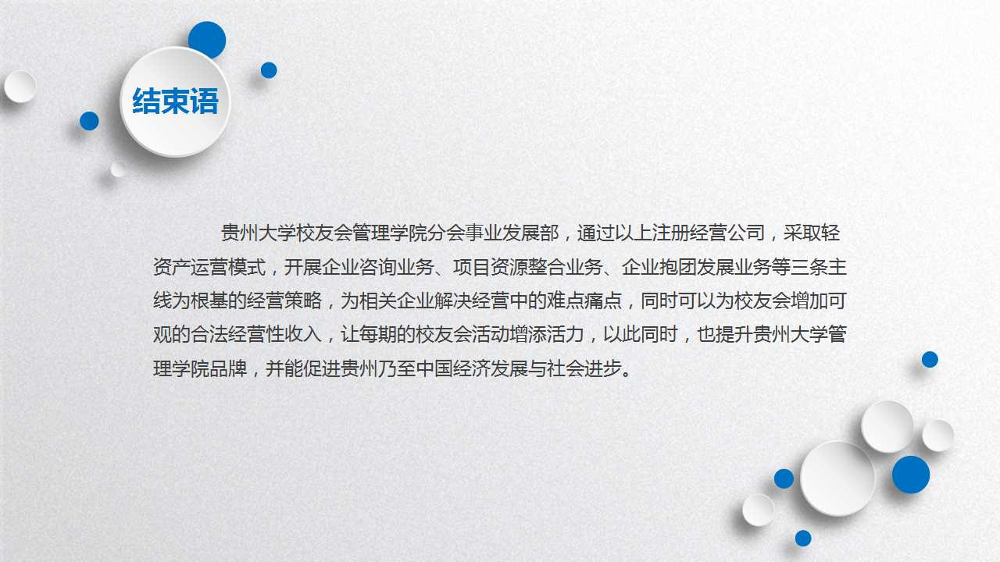 结束语
贵州大学校友会管理学院分会事业发展部，通过以上注册经营公司，采取轻
资产运营模式，开展企业咨询业务、项目资源整合业务、企业抱团发展业务等三条主
线为根基的经营策略，为相关企业解决经营中的难点痛点，同时可以为校友会增加可
观的合法经营性收入，让每期的校友会活动增添活力，以此同时，也提升贵州大学管
理学院品牌，并能促进贵州乃至中国经济发展与社会进步。